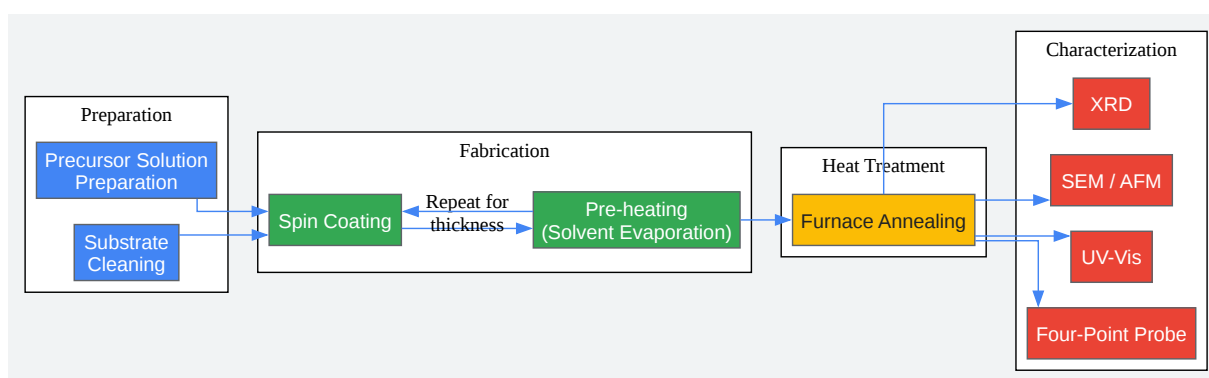 Preparation
Precursor Solution
Preparation
Substrate
Cleaning
Fabrication
Spin Coating
Repeat for
thickness
Pre-heating
(Solvent Evaporation)
Heat Treatment
Furnace Annealing
Characterization
XRD
SEM / AFM
UV-Vis
Four-Point Probe